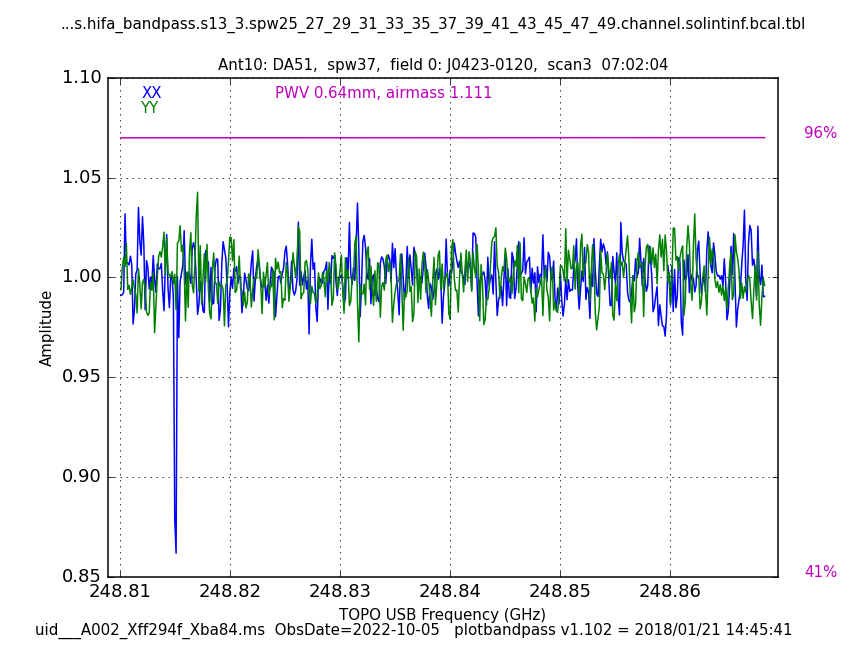 ...s.hifa_bandpass.s13_3.spw25_27_29_31_33_35_37_39_41_43_45_47_49.channel.solintinf.bcal.tbl
Ant10: DA51,  spw37,  field 0: J0423-0120,  scan3  07:02:04
1.10
XX
PWV 0.64mm, airmass 1.111
YY
96%
1.05
1.00
Amplitude
0.95
0.90
0.85
41%
248.81 248.82 248.83 248.84 248.85 248.86
TOPO USB Frequency (GHz)
uid___A002_Xff294f_Xba84.ms  ObsDate=2022-10-05   plotbandpass v1.102 = 2018/01/21 14:45:41